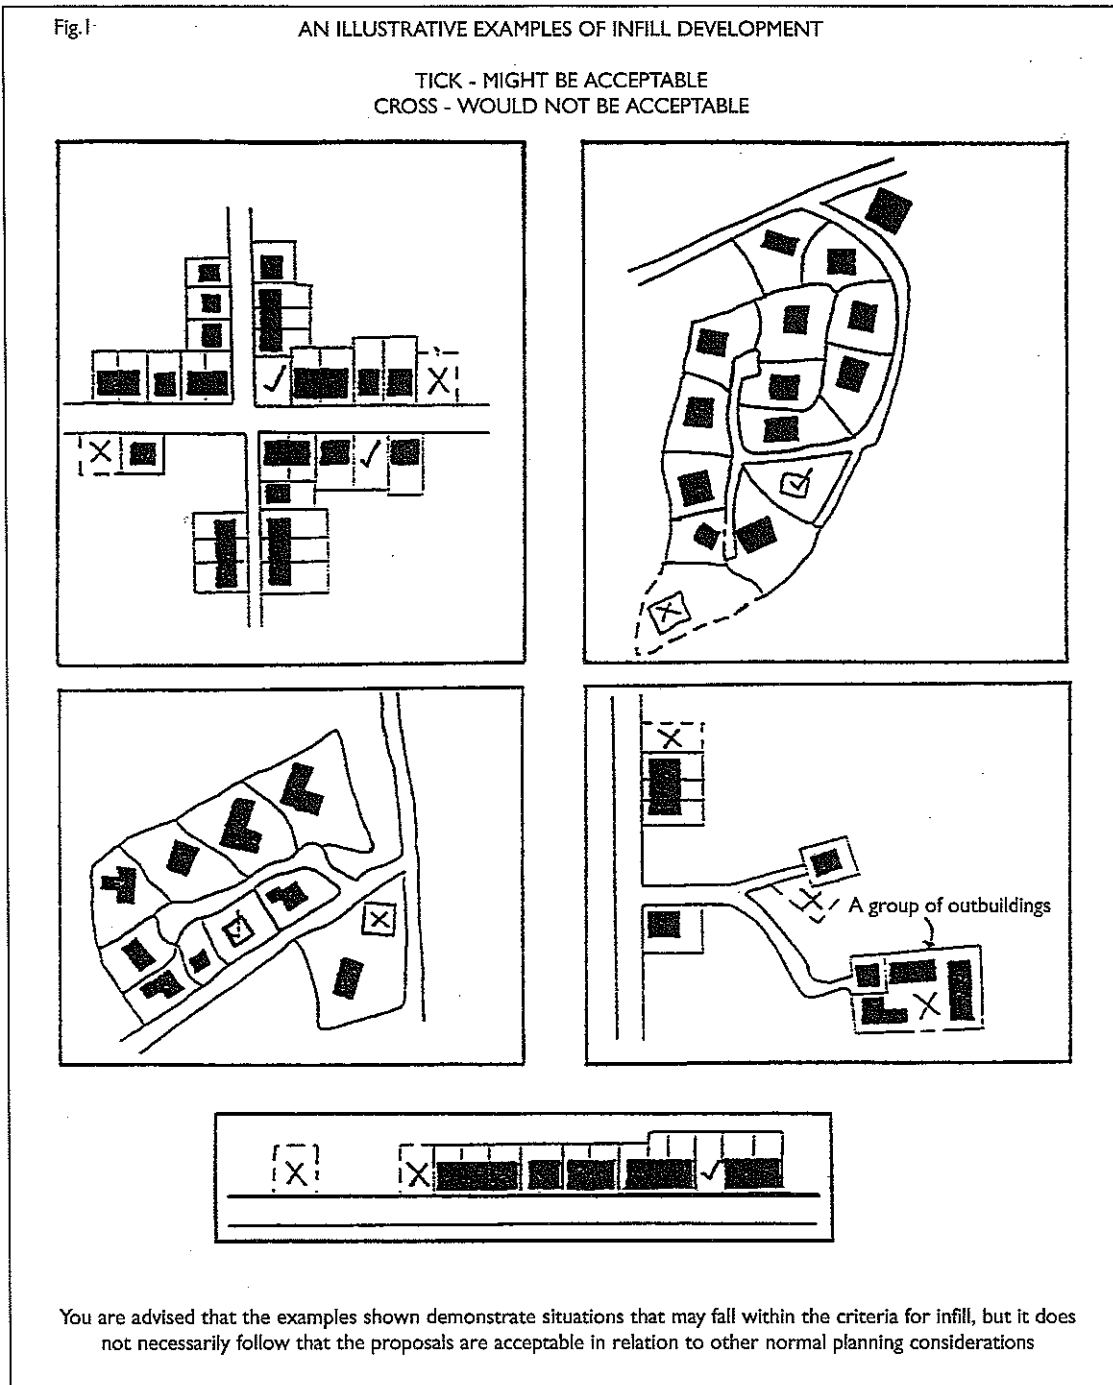 Fig.1
AN ILLUSTRATIVE EXAMPLES OF INFILL DEVELOPMENT
TICK - MIGHT BE ACCEPTABLE
CROSS - WOULD NOT BE ACCEPTABLE
A group of outbuildings
You are advised that the examples shown demonstrate situations that may fall within the criteria for infill, but it does
not necessarily follow that the proposals are acceptable in relation to other normal planning considerations